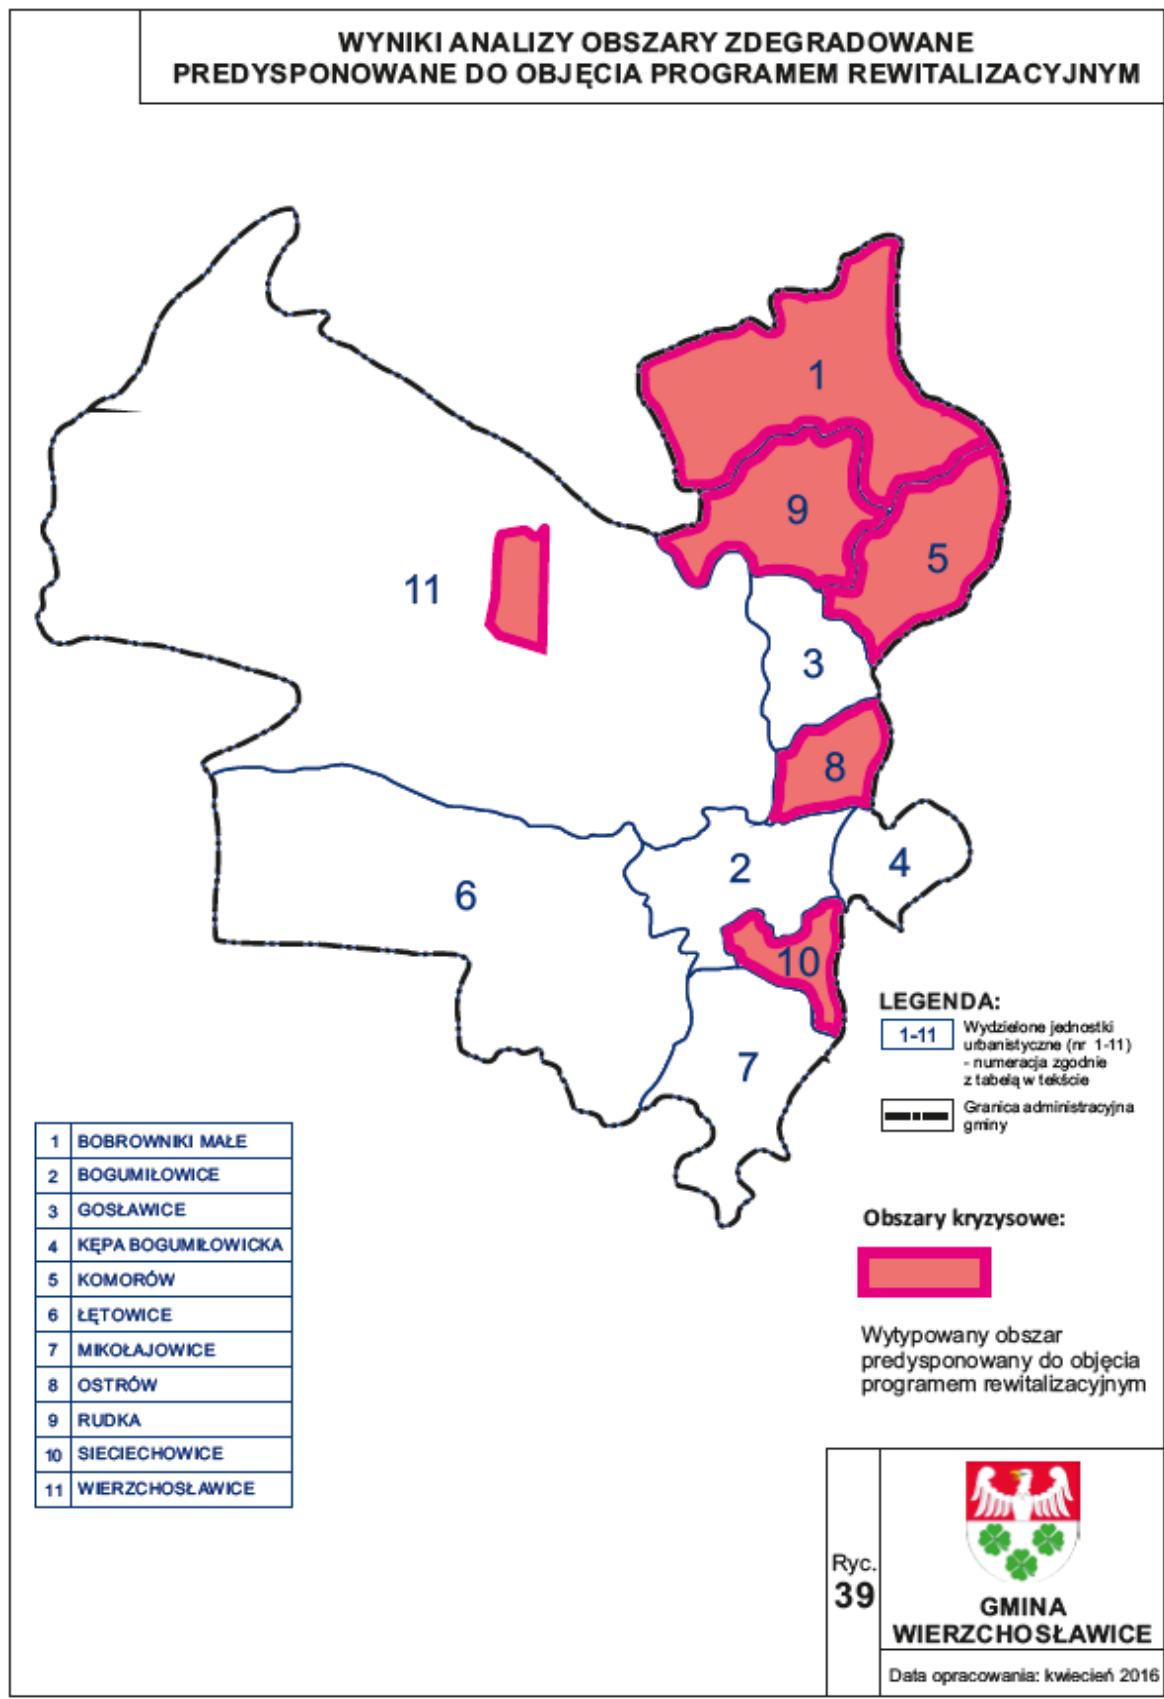 WYNIKI ANALIZY OBSZARY ZDEGRADOWANE
PREDYSPONOWANE DO OBJĘCIA PROGRAMEM REWITALIZACYJNYM
1
9
5
11
3
8
2
4
6
10
7
LEGENDA:
1-11
Wydzielone jednostki
urbanistyczne (nr 1-11)
- numeracja zgodnie
z tabelą w tekście
Granica administracyjna
gminy
1 BOBROWNIKI MAŁE
2 BOGUMIŁOWICE
3 GOSŁAWICE
4 KĘPA BOGUMIŁOWICKA
5 KOMORÓW
6 ŁĘTOWICE
7 MIKOŁAJOWICE
8 OSTRÓW
9 RUDKA
10 SIECIECHOWICE
11 WIERZCHOSŁAWICE
Obszary kryzysowe:
Wytypowany obszar
predysponowany do objęcia
programem rewitalizacyjnym
Ryc.
39
GMINA
WIERZCHOSŁAWICE
Data opracowania: kwiecień 2016